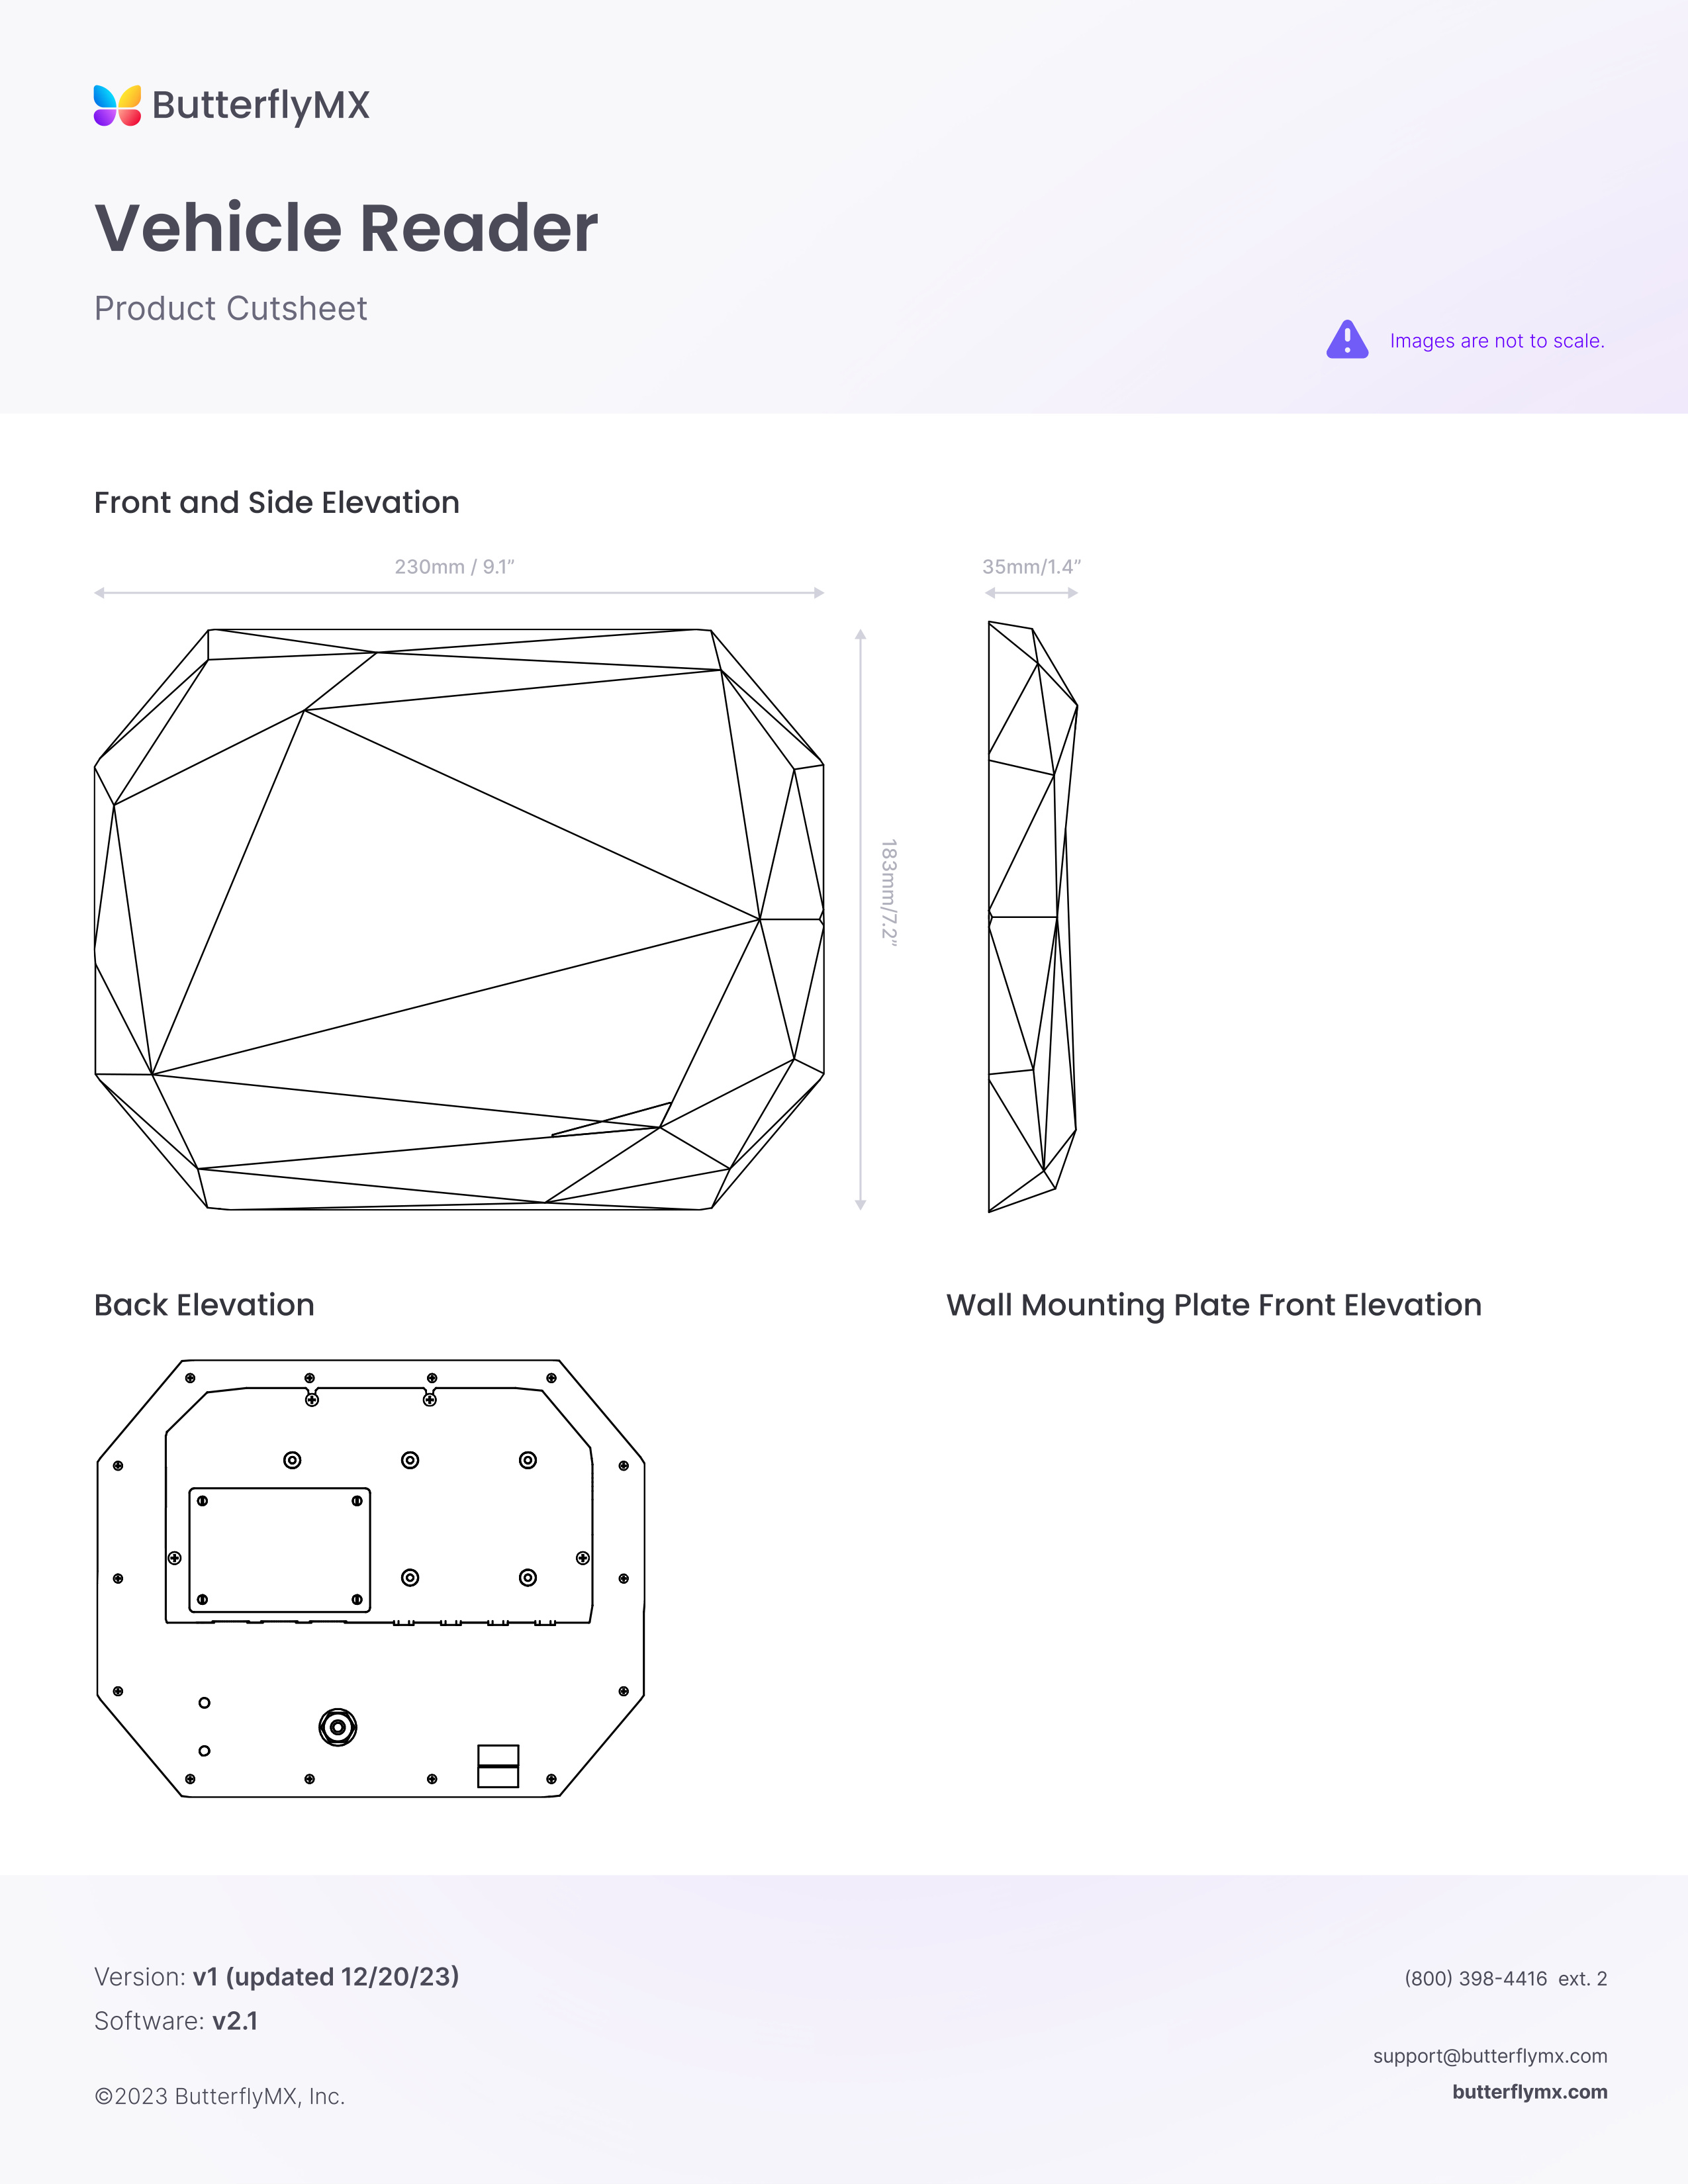 ButterflyMX
Vehicle Reader
Product Cutsheet
Images are not to scale.
Front and Side Elevation
230mm / 9.1”
35mm/1.4”
183mm/7.2”
Back Elevation
Wall Mounting Plate Front Elevation
Version: v1 (updated 12/20/23)
Software: v2.1
©2023 ButterflyMX, Inc.
(800) 398-4416 ext. 2
support@butterflymx.com
butterflymx.com